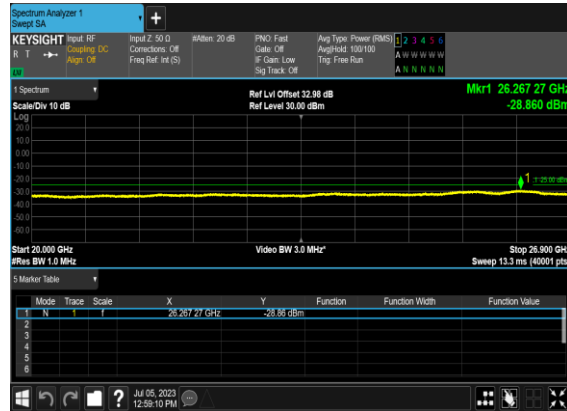 Spectrum Analyzer 1
Swept SA
+
KEYSIGHT
R T
LW
Input: RF
Coupling: DC
Align: Off
Input Z: 50 Ω
Corrections: Off
Freq Ref: Int (S)
#Atten: 20 dB
PNO: Fast
Gate: Off
IF Gain: Low
Sig Track: Off
Avg Type: Power (RMS)
Avg|Hold: 100/100
Trig: Free Run
1 2 3 4 5 6
A W W W W W
A N N N N N
1 Spectrum
Scale/Div 10 dB
Ref Lvl Offset 32.98 dB
Ref Level 30.00 dBm
Mkr1 26.267 27 GHz
-28.860 dBm
Log
20.0
10.0
0.00
-10.0
-20.0
-30.0
-40.0
-50.0
-60.0
1
-25.00 dBm
Start 20.000 GHz
#Res BW 1.0 MHz
Video BW 3.0 MHz*
Stop 26.900 GHz
Sweep 13.3 ms (40001 pts)
5 Marker Table
Mode Trace Scale X Y Function Function Width Function Value
1 N 1 f 26.267 27 GHz -28.86 dBm
2
3
4
5
6
?
Jul 05, 2023
12:59:10 PM